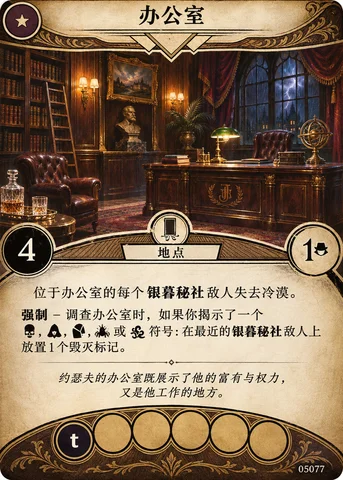 办公室
4
地点
1
位于办公室的每个 银暮秘社 敌人失去冷漠。
强制 – 调查办公室时，如果你揭示了一个
或 符号: 在最近的银暮秘社敌人上
放置1个毁灭标记。
约瑟夫的办公室既展示了他的富有与权力，
又是他工作的地方。
t
05077